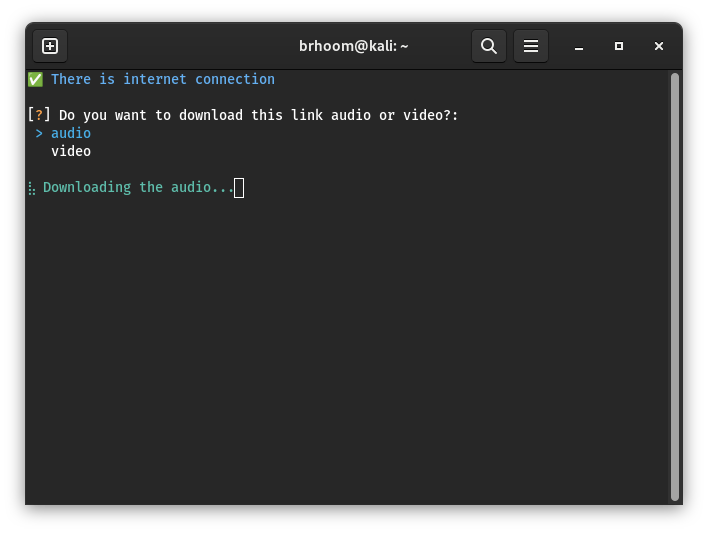 brhoom@kali: ~
✅ There is internet connection
[?] Do you want to download this link audio or video?:
> audio
video
⣦ Downloading the audio...